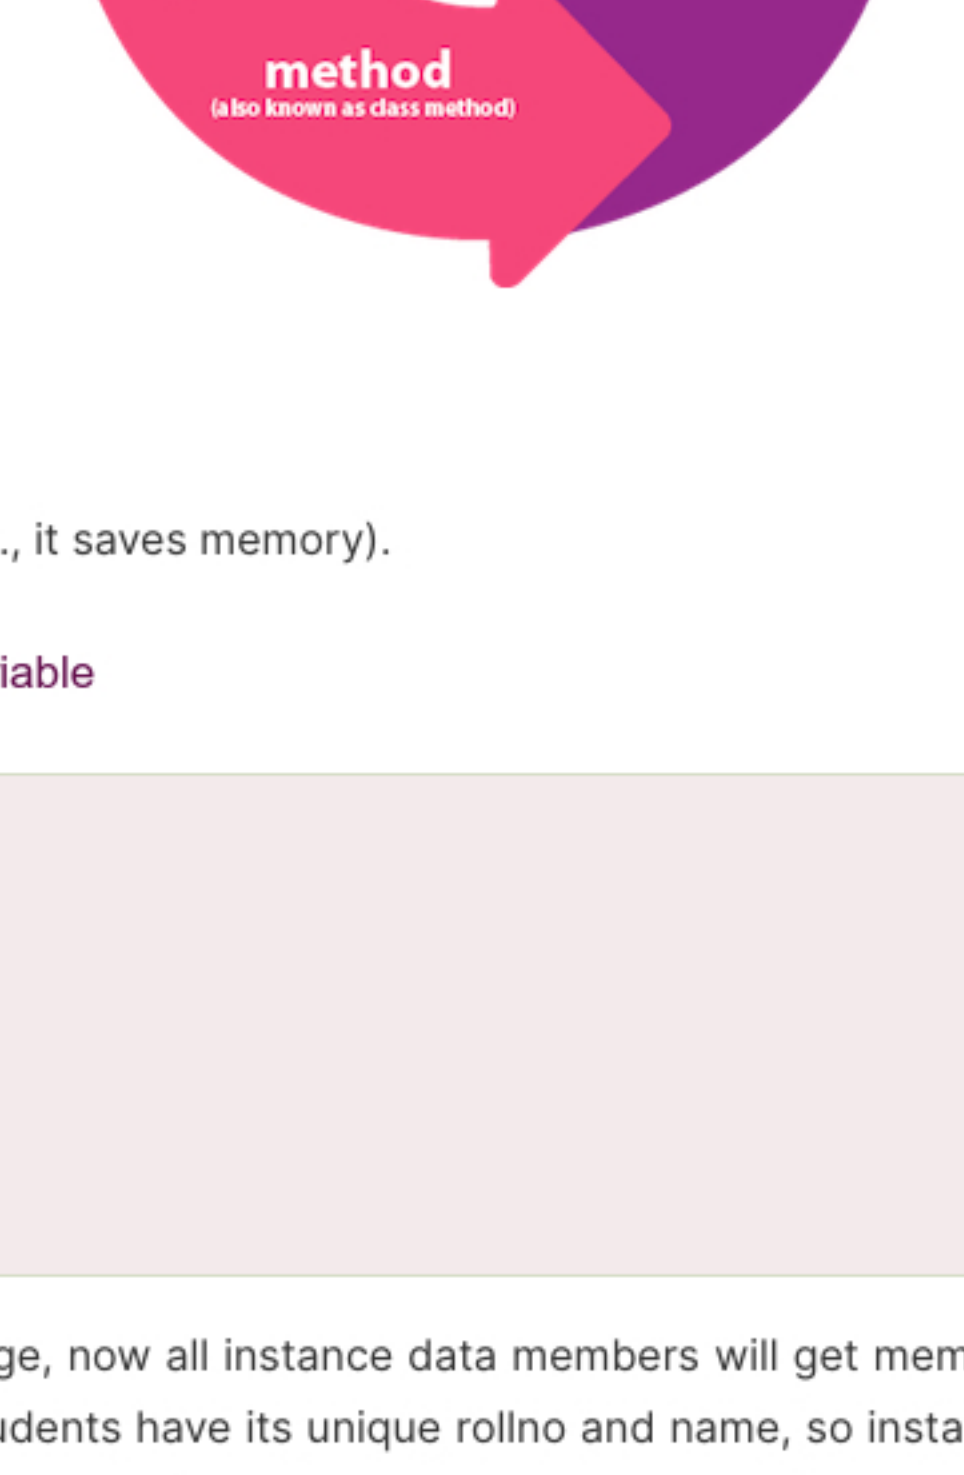 method
(also known as class method)
., it saves memory).
iable
ge, now all instance data members will get mem
udents have its unique rollno and name, so insta